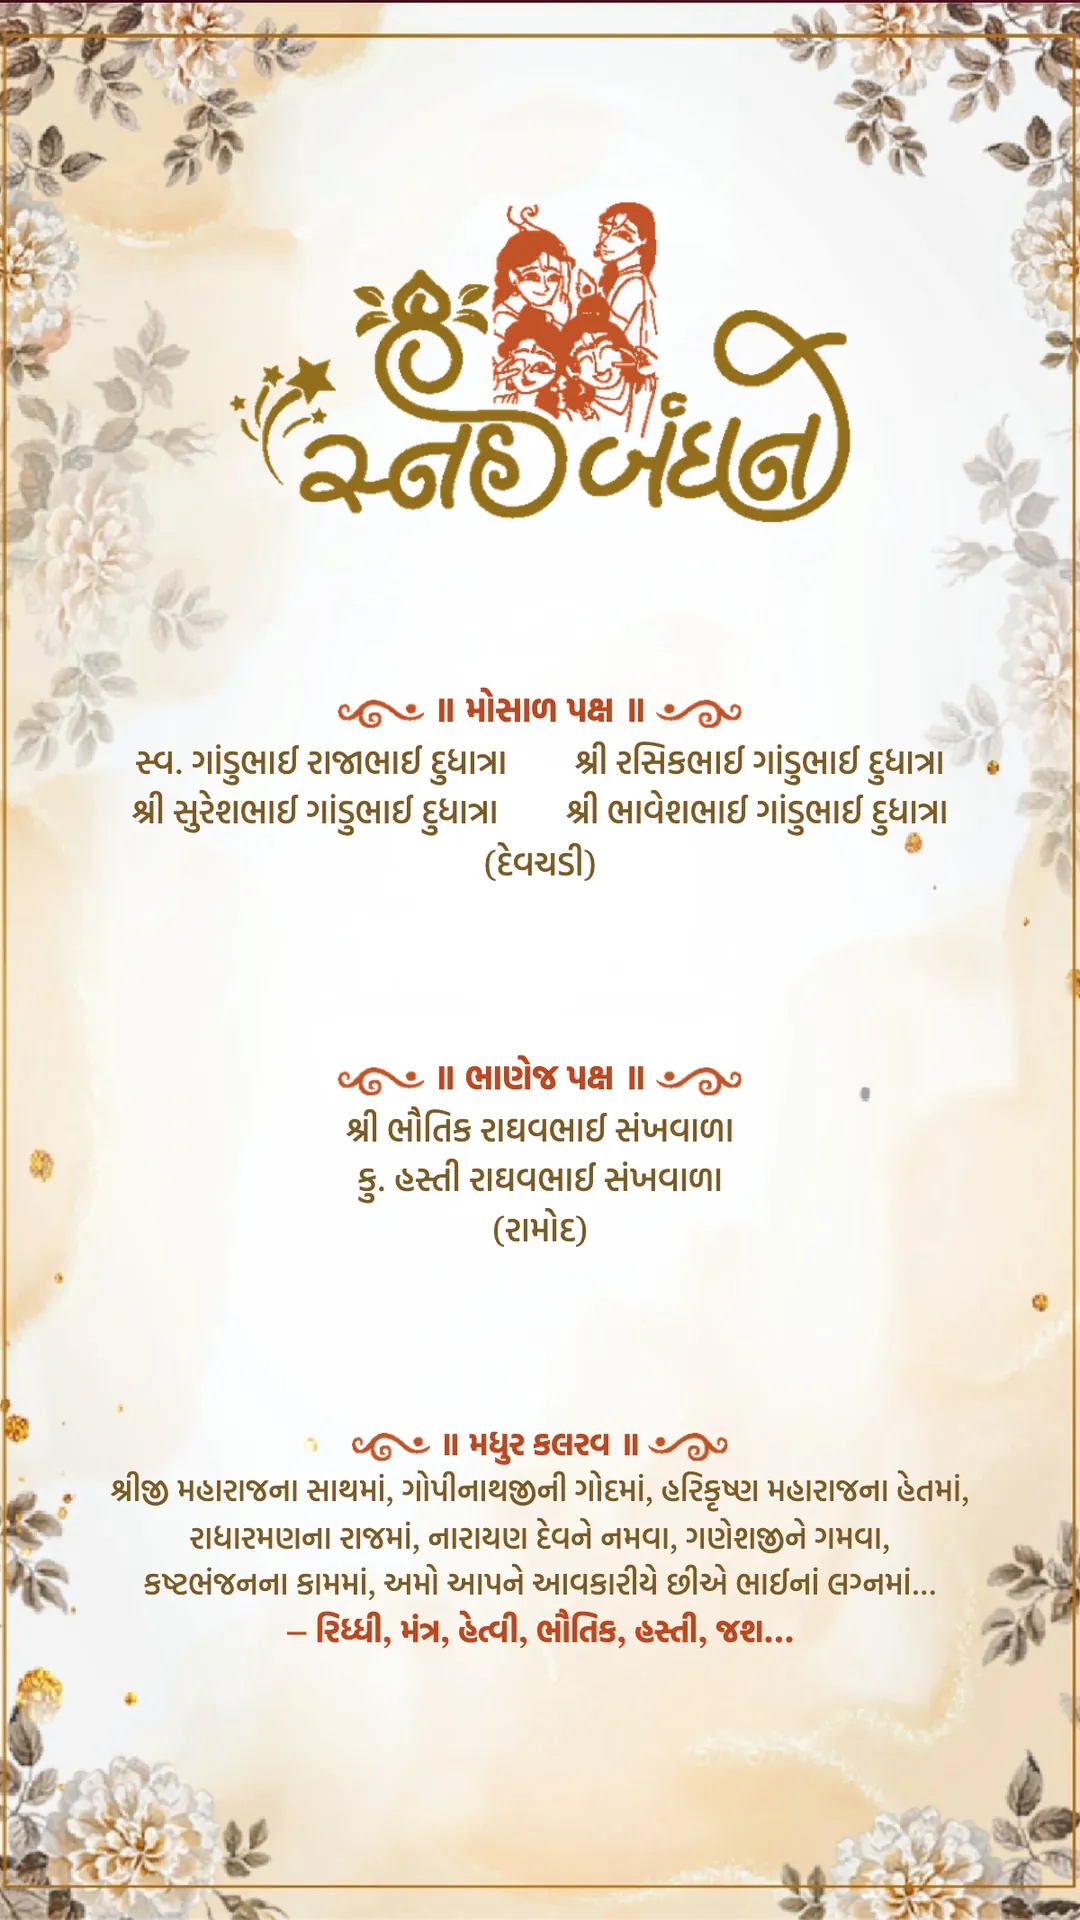 સ્નેહ બંધને
॥ મોસાળ પક્ષ ॥
સ્વ. ગાંડુભાઈ રાજાભાઈ દુધાત્રા શ્રી રસિકભાઈ ગાંડુભાઈ દુધાત્રા
શ્રી સુરેશભાઈ ગાંડુભાઈ દુધાત્રા શ્રી ભાવેશભાઈ ગાંડુભાઈ દુધાત્રા
(દેવચડી)
॥ ભાણેજ પક્ષ ॥
શ્રી ભૌતિક રાઘવભાઈ સંખવાળા
કુ. હસ્તી રાઘવભાઈ સંખવાળા
(રામોદ)
॥ મધુર કલરવ ॥
શ્રીજી મહારાજના સાથમાં, ગોપીનાથજીની ગોદમાં, હરિકૃષ્ણ મહારાજના હેતમાં,
રાધારમણના રાજમાં, નારાયણ દેવને નમવા, ગણેશજીને ગમવા,
કષ્ટભંજનના કામમાં, અમો આપને આવકારીયે છીએ ભાઈનાં લગ્નમાં...
– રિધ્ધી, મંત્ર, હેત્વી, ભૌતિક, હસ્તી, જશ...